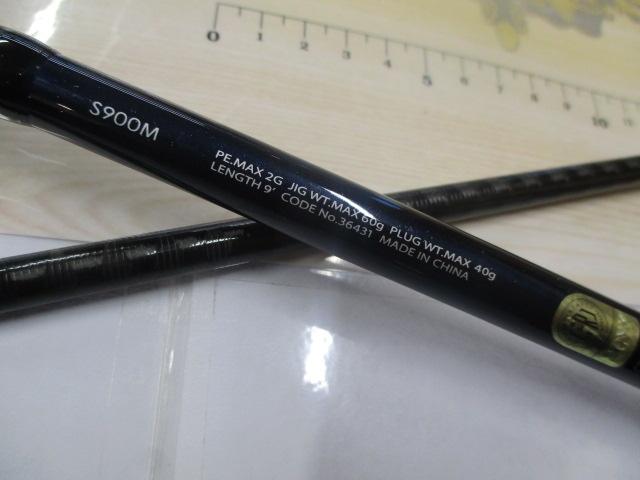 0 1 2 3 4 5 6 7 8 9 10
S900M
PE.MAX 2G JIG WT.MAX 60g PLUG WT.MAX 40g
LENGTH 9' CODE No.36431 MADE IN CHINA